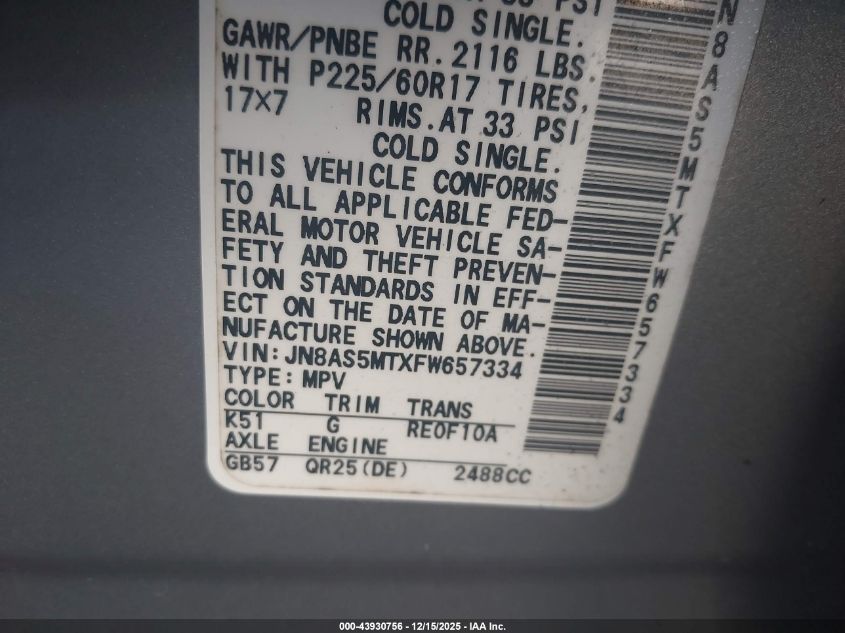 PSI
COLD SINGLE.
GAWR/PNBE RR. 2116 LBS.
WITH P225/60R17 TIRES,
17X7 RIMS. AT 33 PSI
COLD SINGLE.
THIS VEHICLE CONFORMS
TO ALL APPLICABLE FED-
ERAL MOTOR VEHICLE SA-
FETY AND THEFT PREVEN-
TION STANDARDS IN EFF-
ECT ON THE DATE OF MA-
NUFACTURE SHOWN ABOVE.
VIN: JN8AS5MTXFW657334
TYPE: MPV
COLOR TRIM TRANS
K51 G RE0F10A
AXLE ENGINE
GB57 QR25(DE) 2488CC
N8AS5MTXFW657334
000-43930756 - 12/15/2025 - IAA Inc.